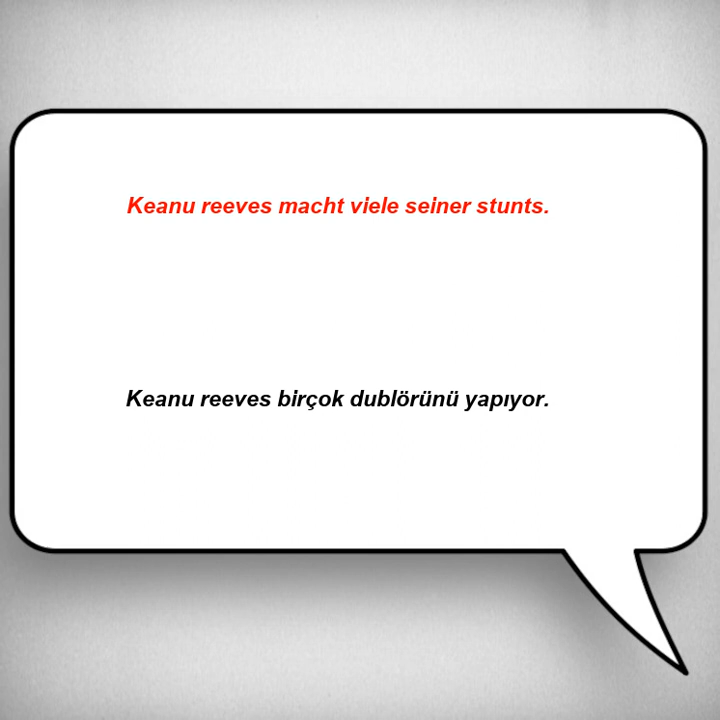 Keanu reeves macht viele seiner stunts.
Keanu reeves birçok dublörünü yapıyor.